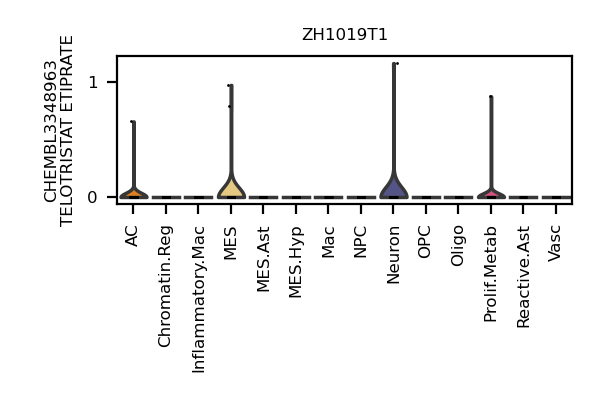 ZH1019T1
CHEMBL3348963
TELOTRISTAT ETIPRATE
1
0
AC
Chromatin.Reg
Inflammatory.Mac
MES
MES.Ast
MES.Hyp
Mac
NPC
Neuron
OPC
Oligo
Prolif.Metab
Reactive.Ast
Vasc